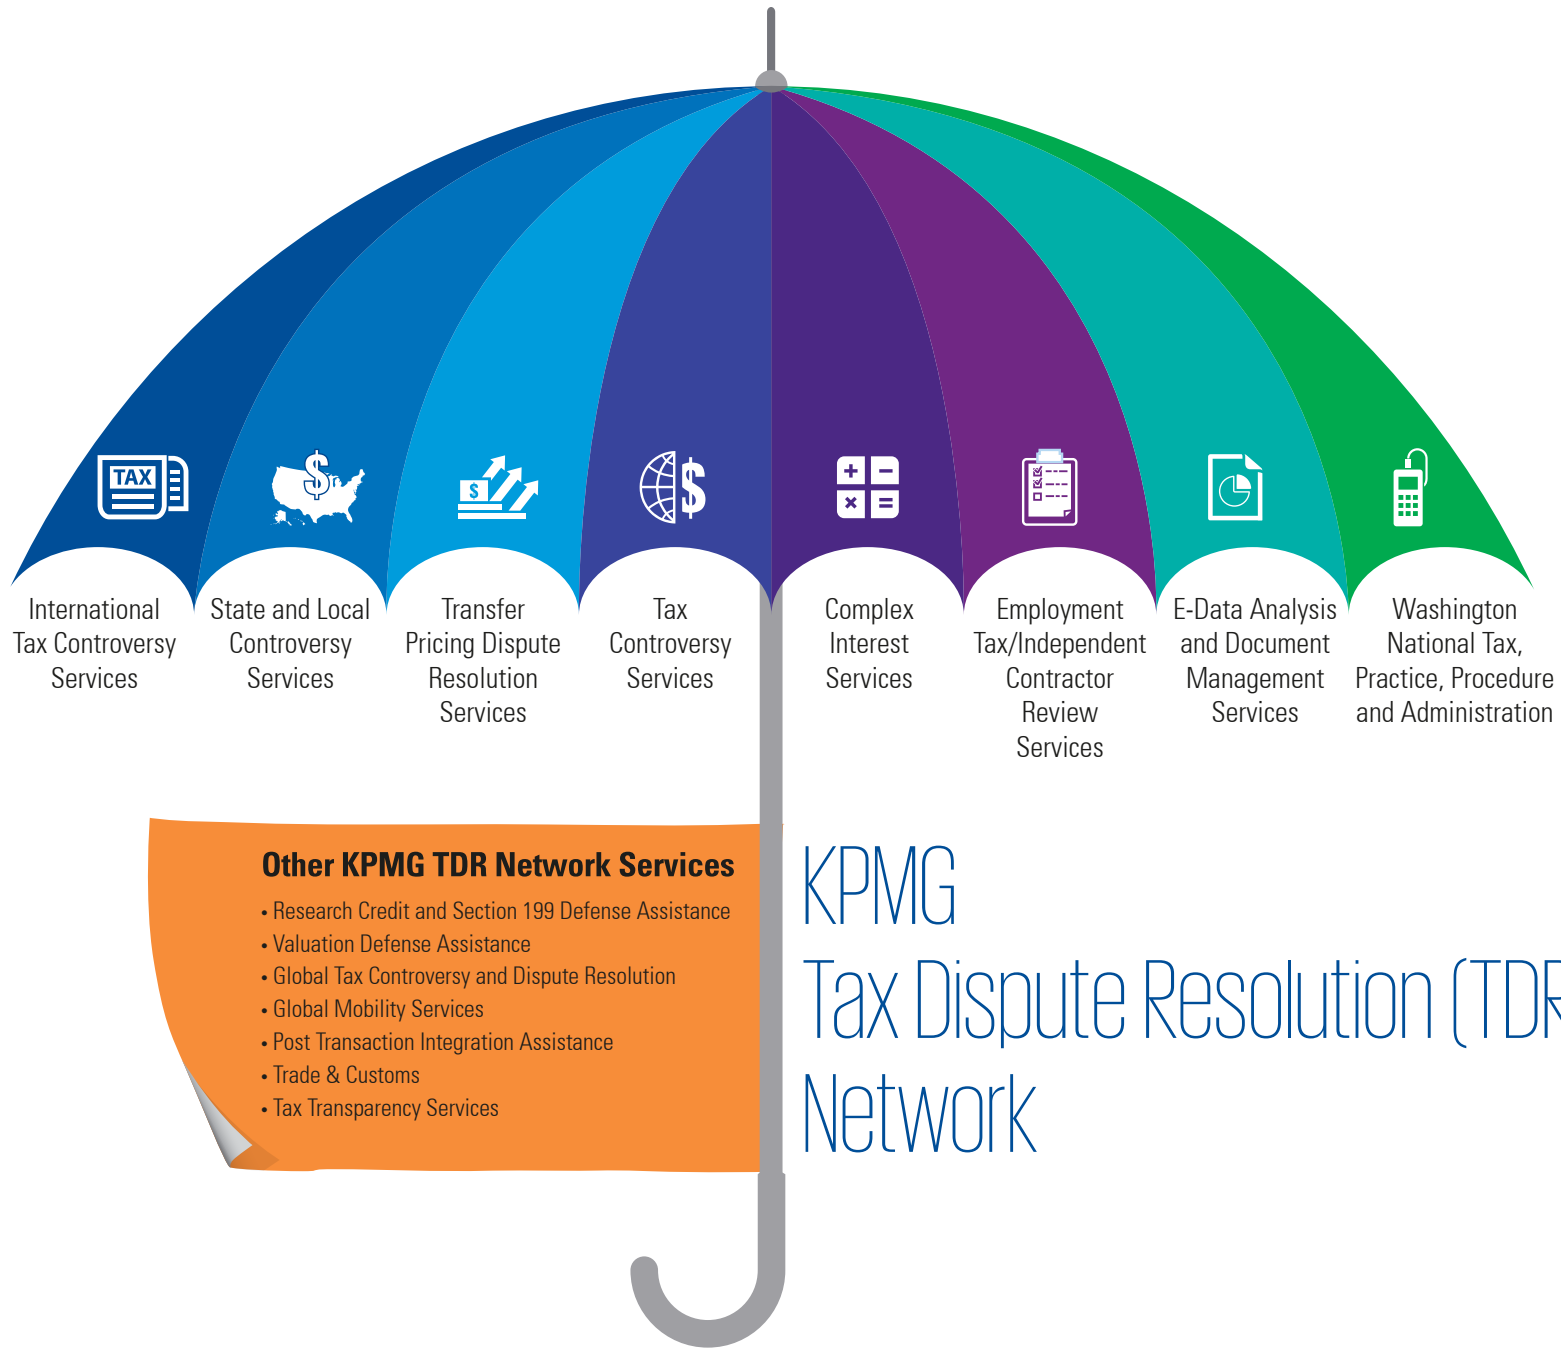 TAX
$
$
$
$
International
Tax Controversy
Services
State and Local
Controversy
Services
Transfer
Pricing Dispute
Resolution
Services
Tax
Controversy
Services
Complex
Interest
Services
Employment
Tax/Independent
Contractor
Review
Services
E-Data Analysis
and Document
Management
Services
Washington
National Tax,
Practice, Procedure
and Administration
Other KPMG TDR Network Services
• Research Credit and Section 199 Defense Assistance
• Valuation Defense Assistance
• Global Tax Controversy and Dispute Resolution
• Global Mobility Services
• Post Transaction Integration Assistance
• Trade & Customs
• Tax Transparency Services
KPMG
Tax Dispute Resolution (TDR
Network